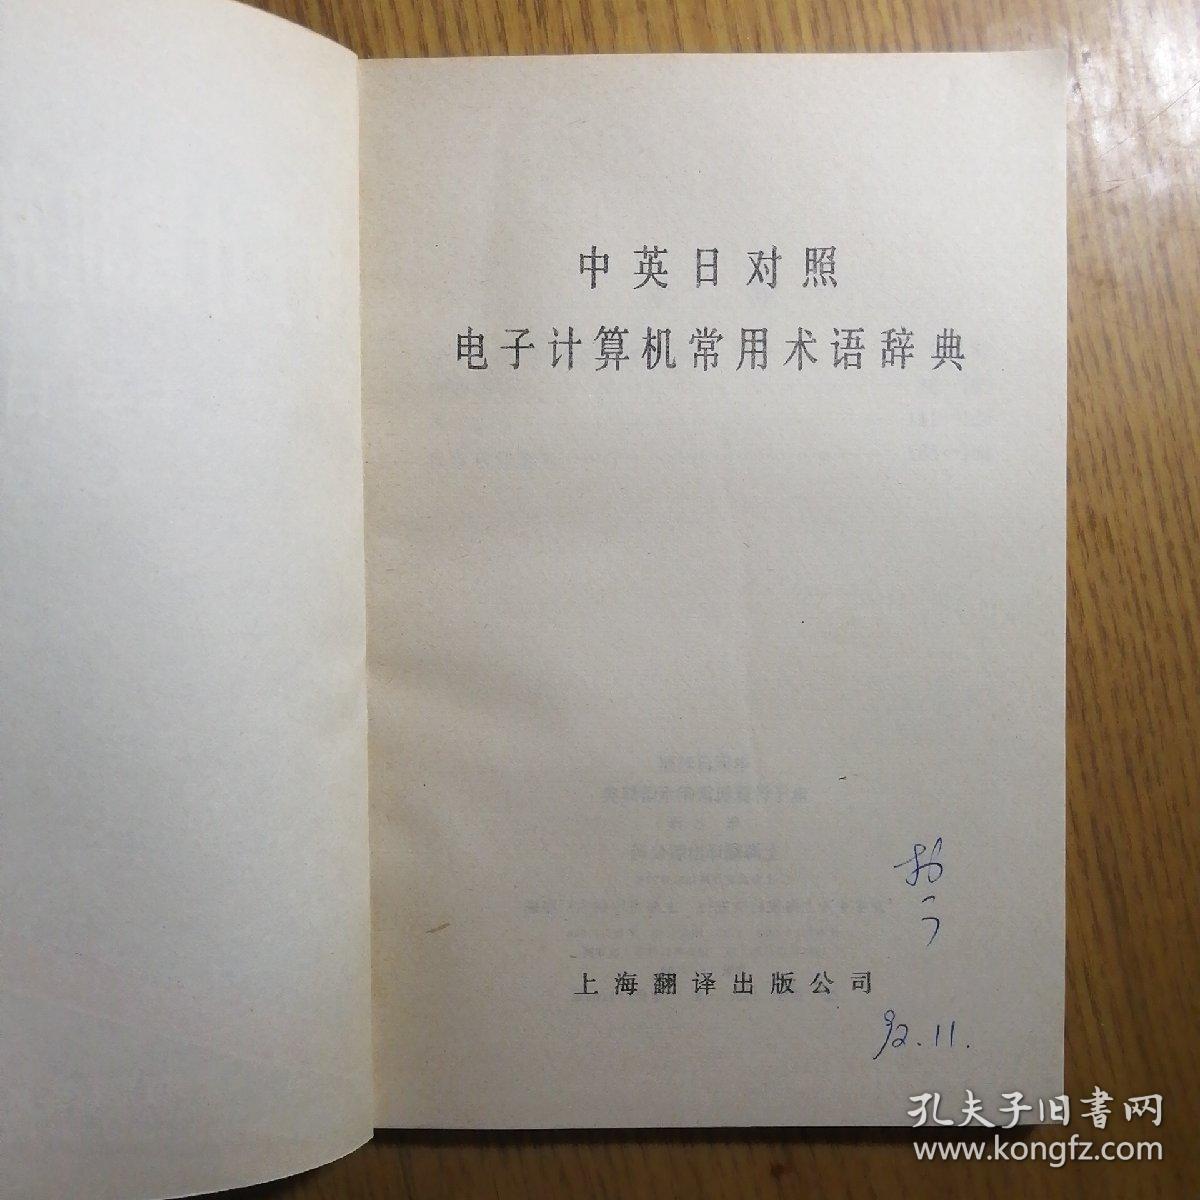 中英日对照
电子计算机常用术语辞典
上海翻译出版公司
92.11.
孔夫子旧書网
www.kongfz.com